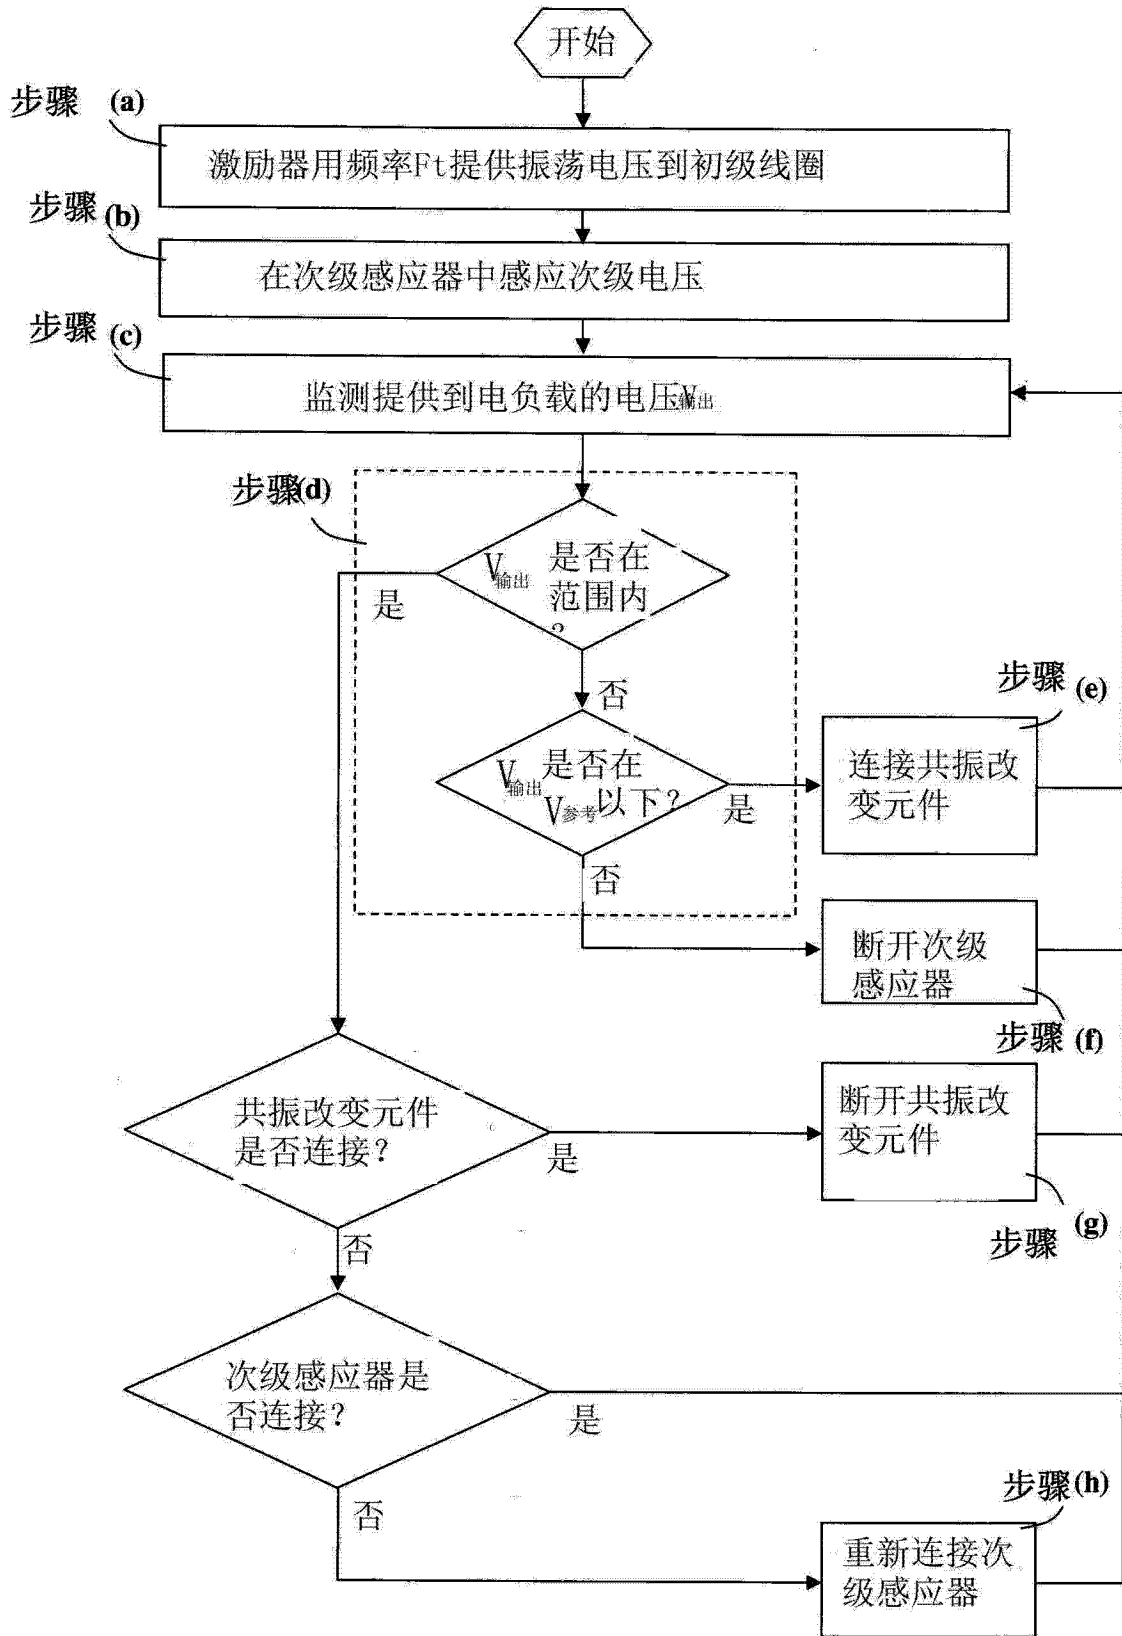 开始
步骤 (a)
激励器用频率Ft提供振荡电压到初级线圈
步骤 (b)
在次级感应器中感应次级电压
步骤 (c)
监测提供到电负载的电压V输出
步骤(d)
V输出 是否在
范围内
?
是
否
V输出 是否在
V参考以下?
是
否
步骤 (e)
连接共振改
变元件
断开次级
感应器
步骤 (f)
共振改变元件
是否连接?
是
否
断开共振改
变元件
步骤 (g)
次级感应器是
否连接?
是
否
步骤 (h)
重新连接次
级感应器